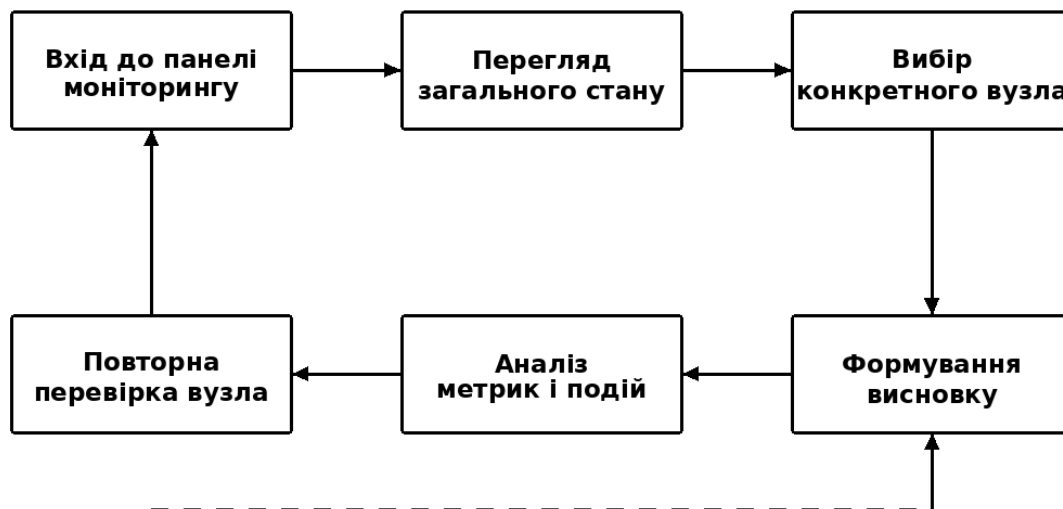 Вхід до панелі
моніторингу
Перегляд
загального стану
Вибір
конкретного вузла
Повторна
перевірка вузла
Аналіз
метрик і подій
Формування
висновку